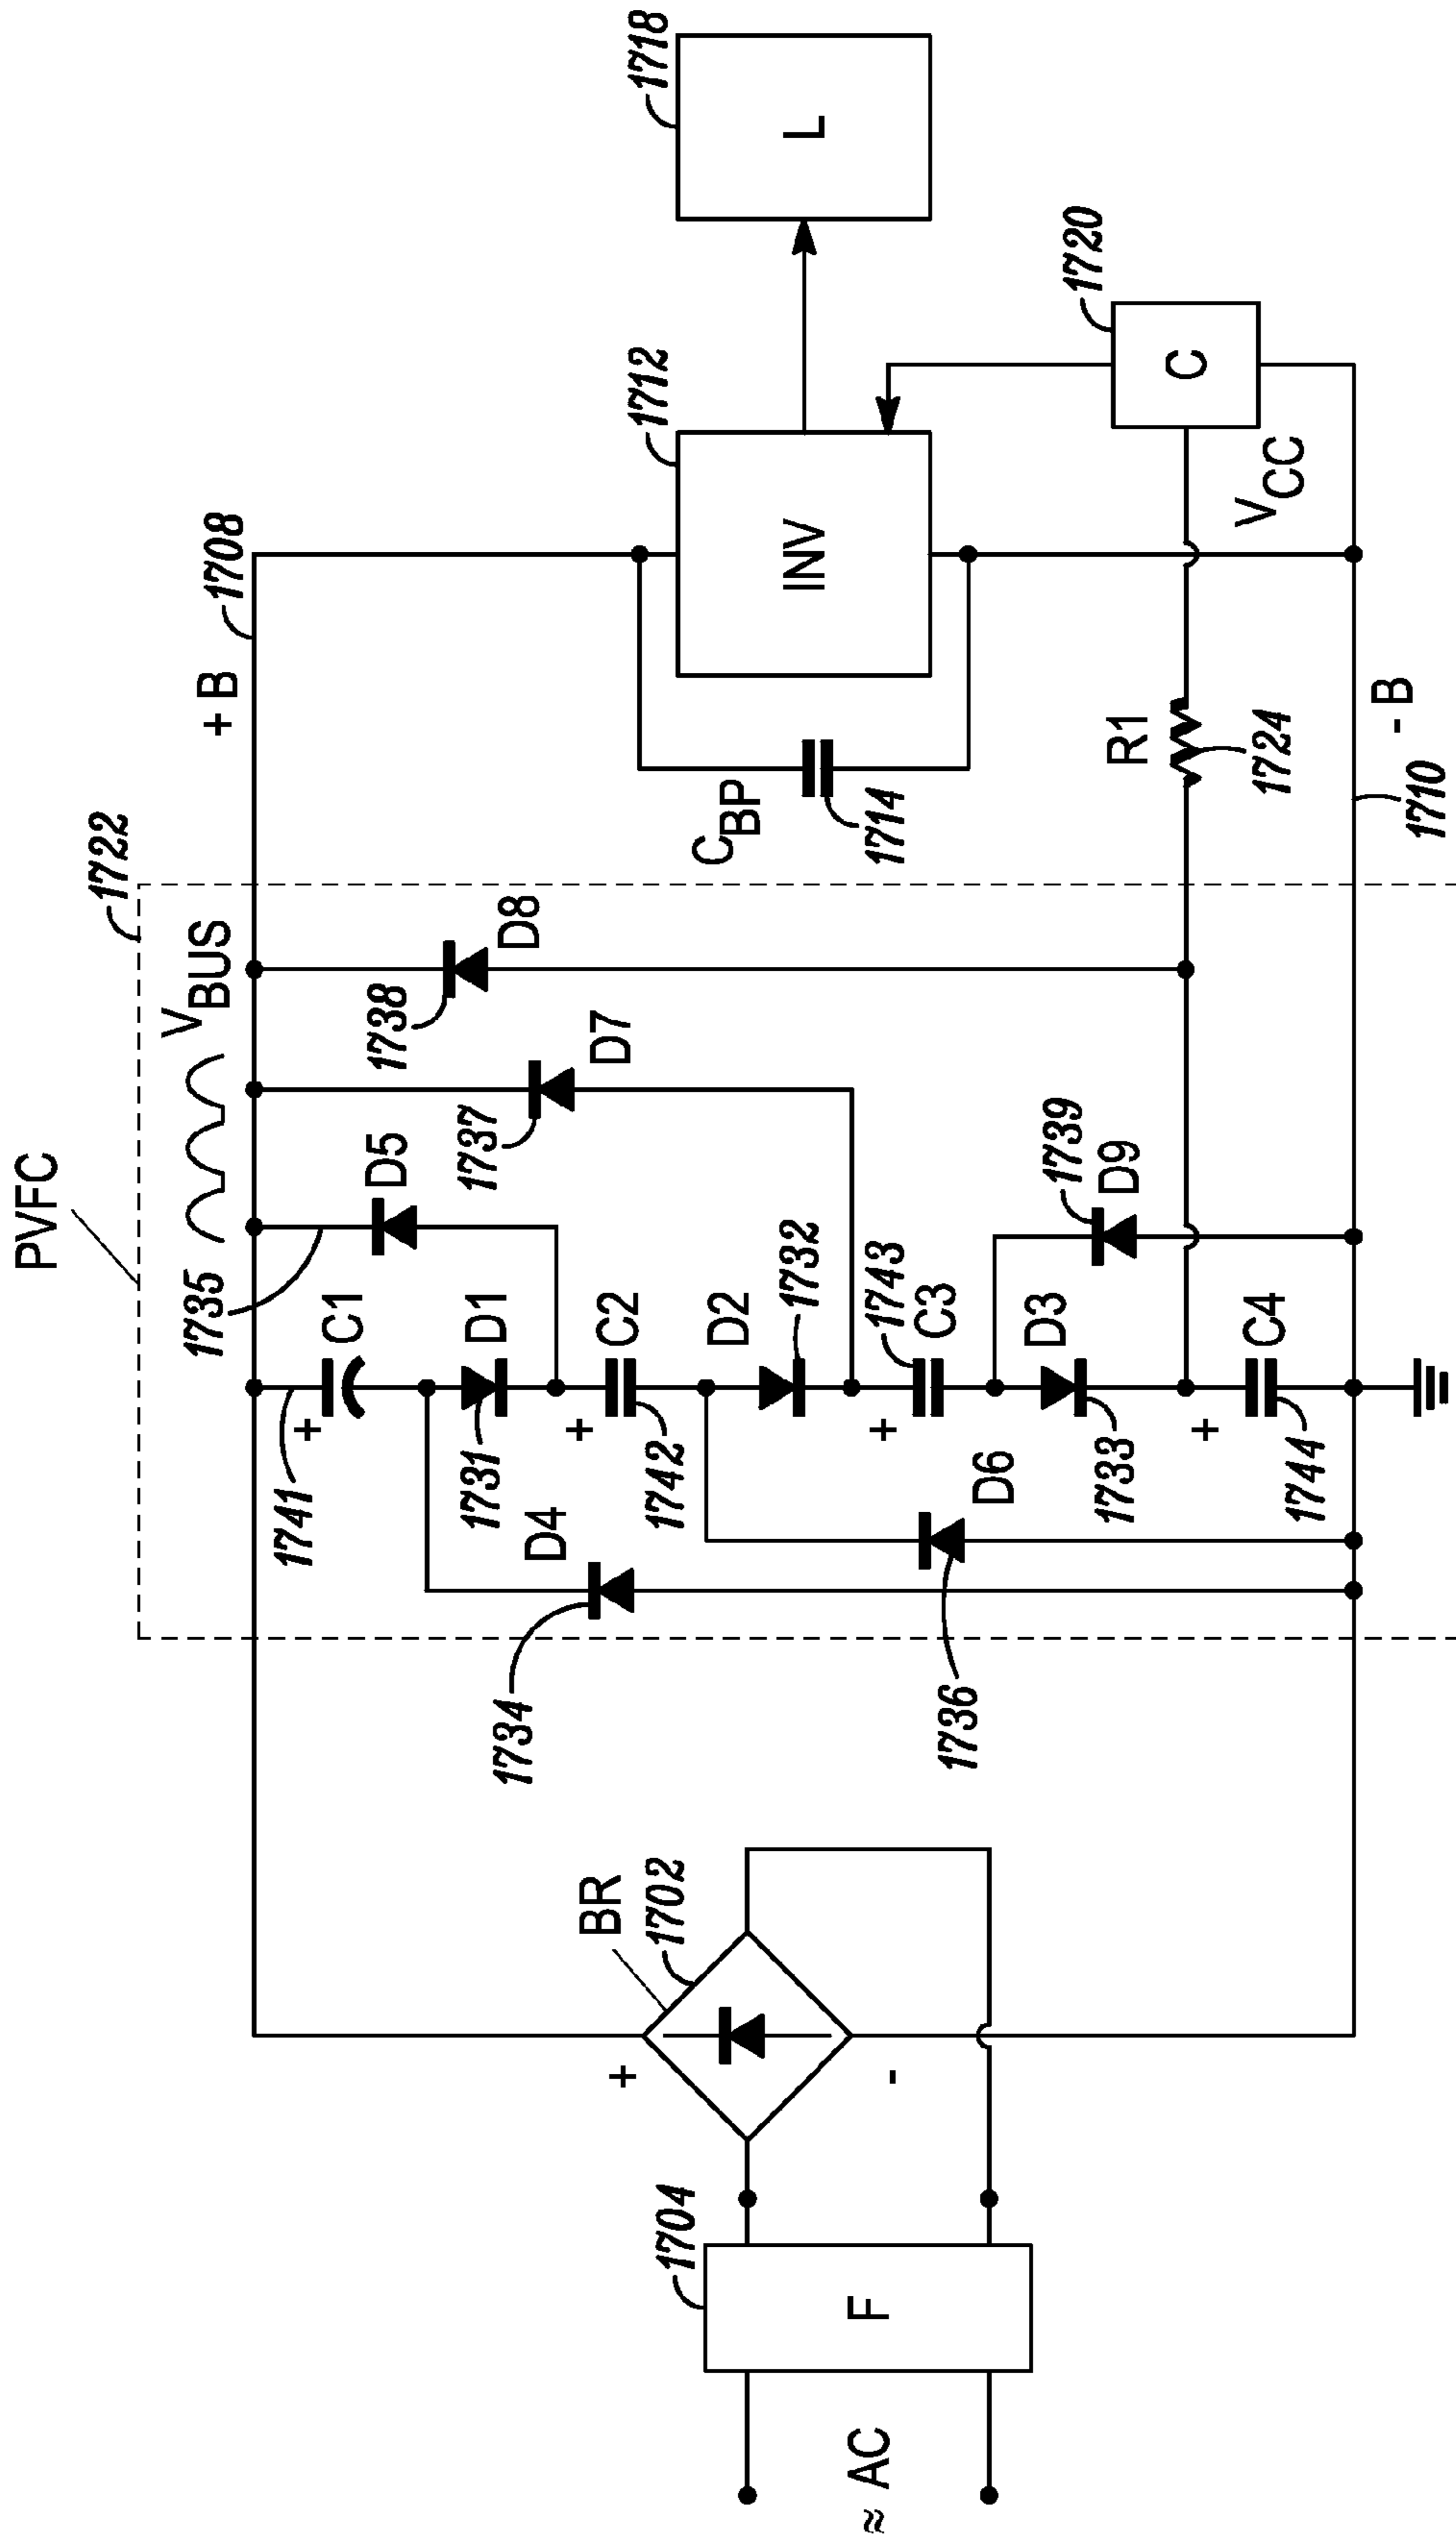 PVFC
1722
VBUS
+ B
1708
1735
D5
1737
D7
1738
D8
1741
+
C1
1731
D1
+
C2
1742
D2
1732
+
C3
1743
1739
D9
D3
1733
+
C4
1744
D4
1734
D6
1736
BR
1702
+
-
1704
F
≈ AC
CBP
1714
INV
1712
L
1718
R1
1724
VCC
C
1720
- B
1710